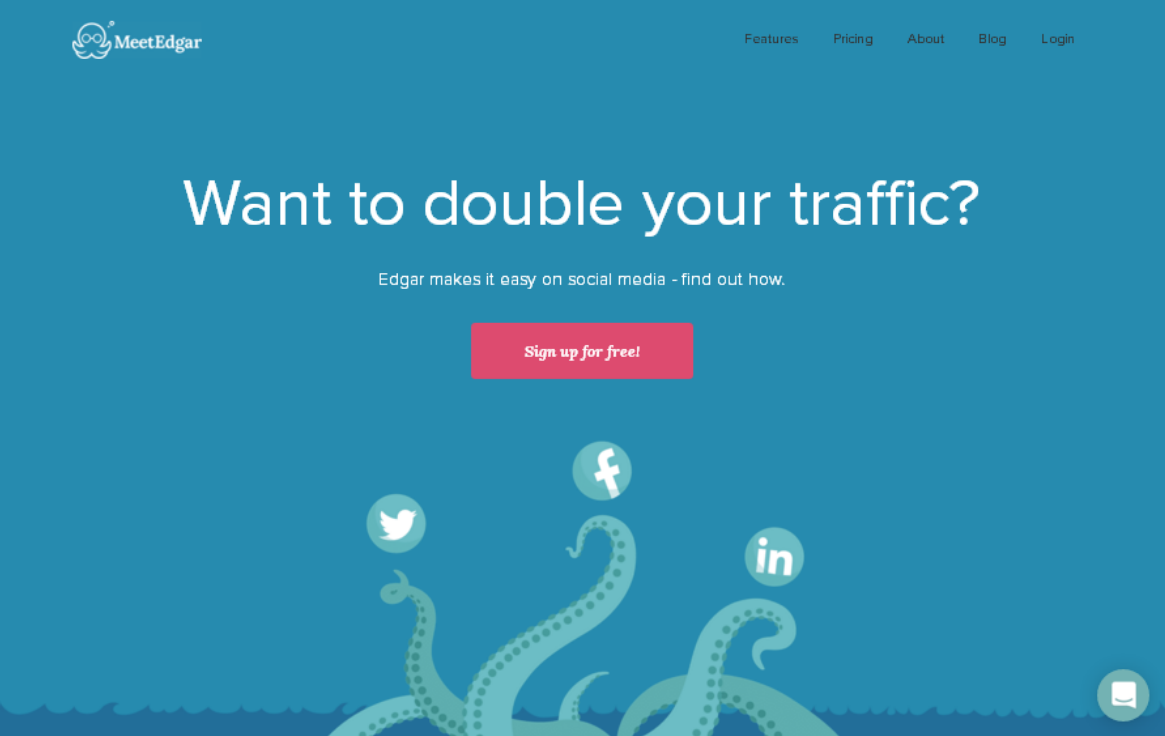 MeetEdgar
Features Pricing About Blog Login
Want to double your traffic?
Edgar makes it easy on social media - find out how.
Sign up for free!
f
in